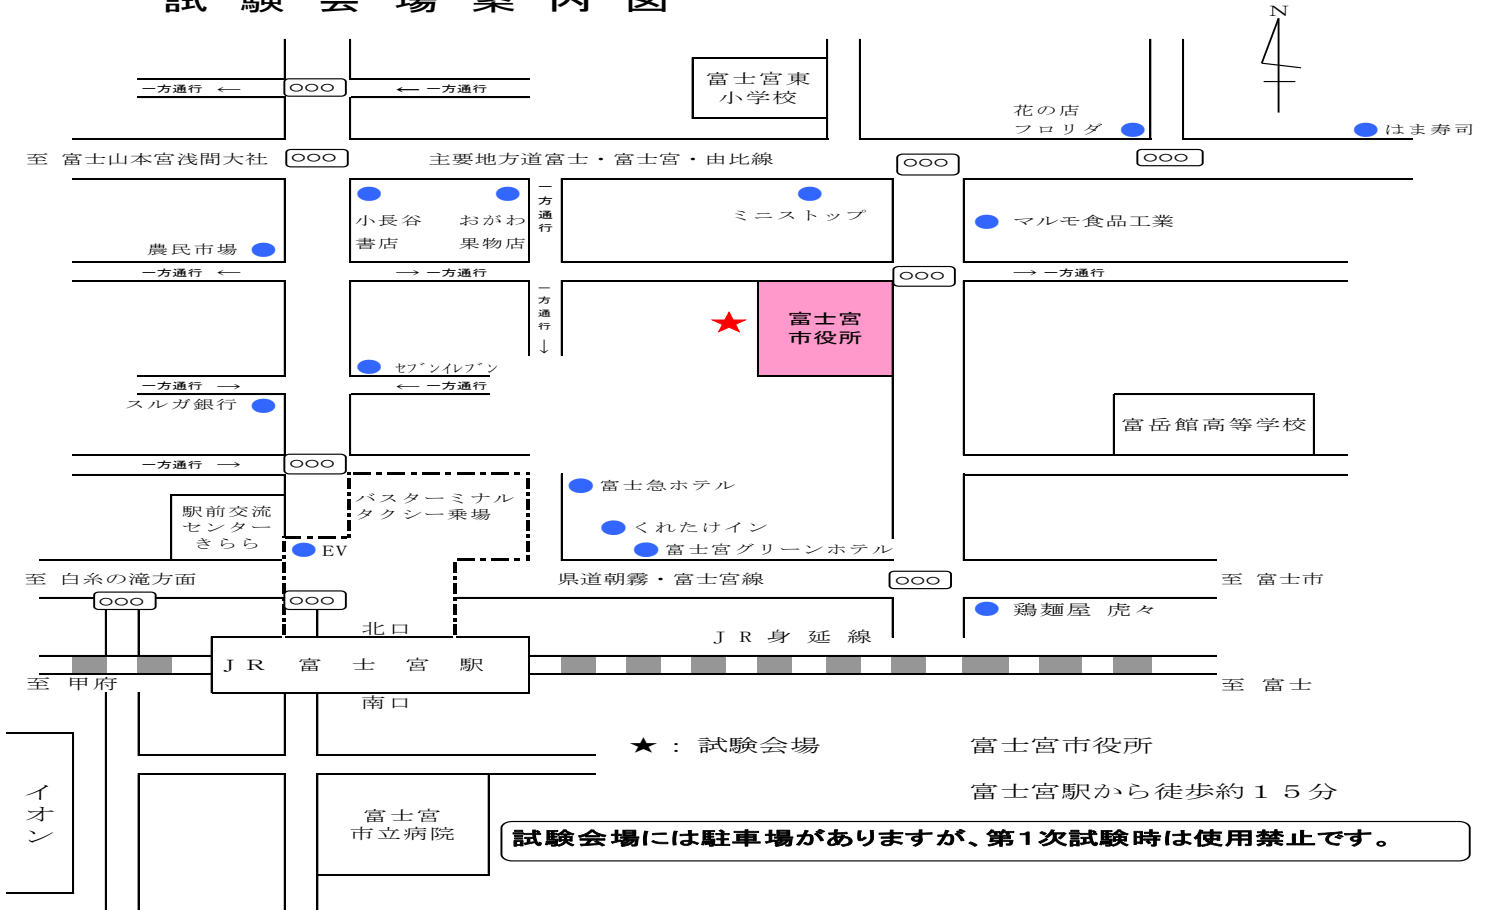 試験会場案内図
N
一方通行 ←
○○○
← 一方通行
富士宮東
小学校
花の店
フロリダ
はま寿司
至 富士山本宮浅間大社
○○○
主要地方道富士・富士宮・由比線
○○○
○○○
小長谷
書店
おがわ
果物店
一方通行
ミニストップ
マルモ食品工業
農民市場
一方通行 ←
→ 一方通行
○○○
→ 一方通行
一方通行↓
富士宮
市役所
セブンイレブン
一方通行 →
← 一方通行
スルガ銀行
富岳館高等学校
一方通行 →
○○○
バスターミナル
タクシー乗場
富士急ホテル
駅前交流
センター
きらら
くれたけイン
EV
富士宮グリーンホテル
至 白糸の滝方面
県道朝霧・富士宮線
○○○
至 富士市
○○○
○○○
鶏麺屋 虎々
北口
JR身延線
JR 富士宮駅
至 甲府
至 富士
南口
★：試験会場 富士宮市役所
富士宮駅から徒歩約15分
イオン
富士宮
市立病院
試験会場には駐車場がありますが、第1次試験時は使用禁止です。